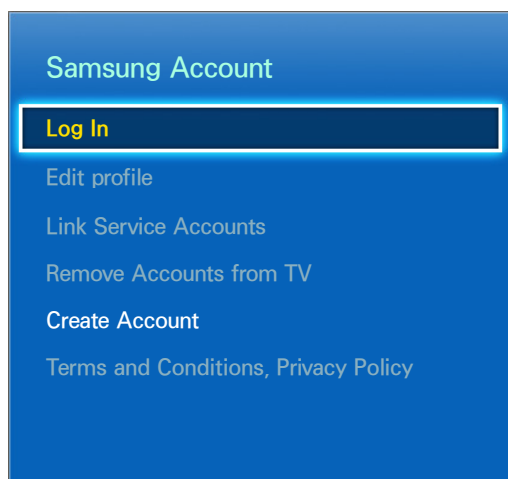 Samsung Account
Log In
Edit profile
Link Service Accounts
Remove Accounts from TV
Create Account
Terms and Conditions, Privacy Policy